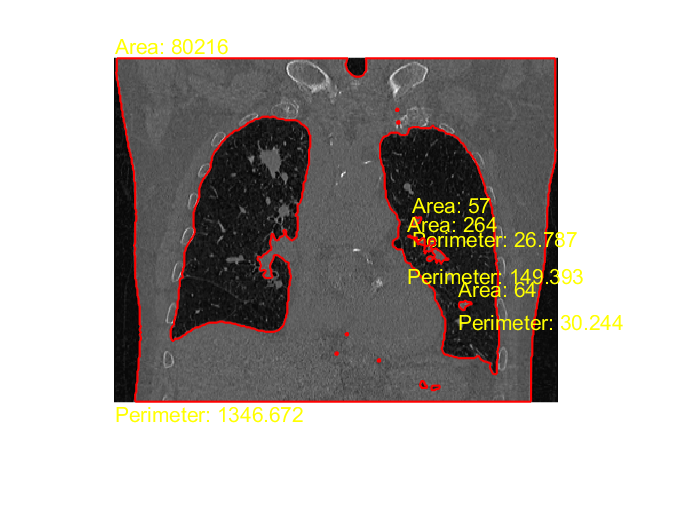 Area: 80216
Area: 57
Area: 264
Perimeter: 26.787
Perimeter: 149.393
Area: 64
Perimeter: 30.244
Perimeter: 1346.672